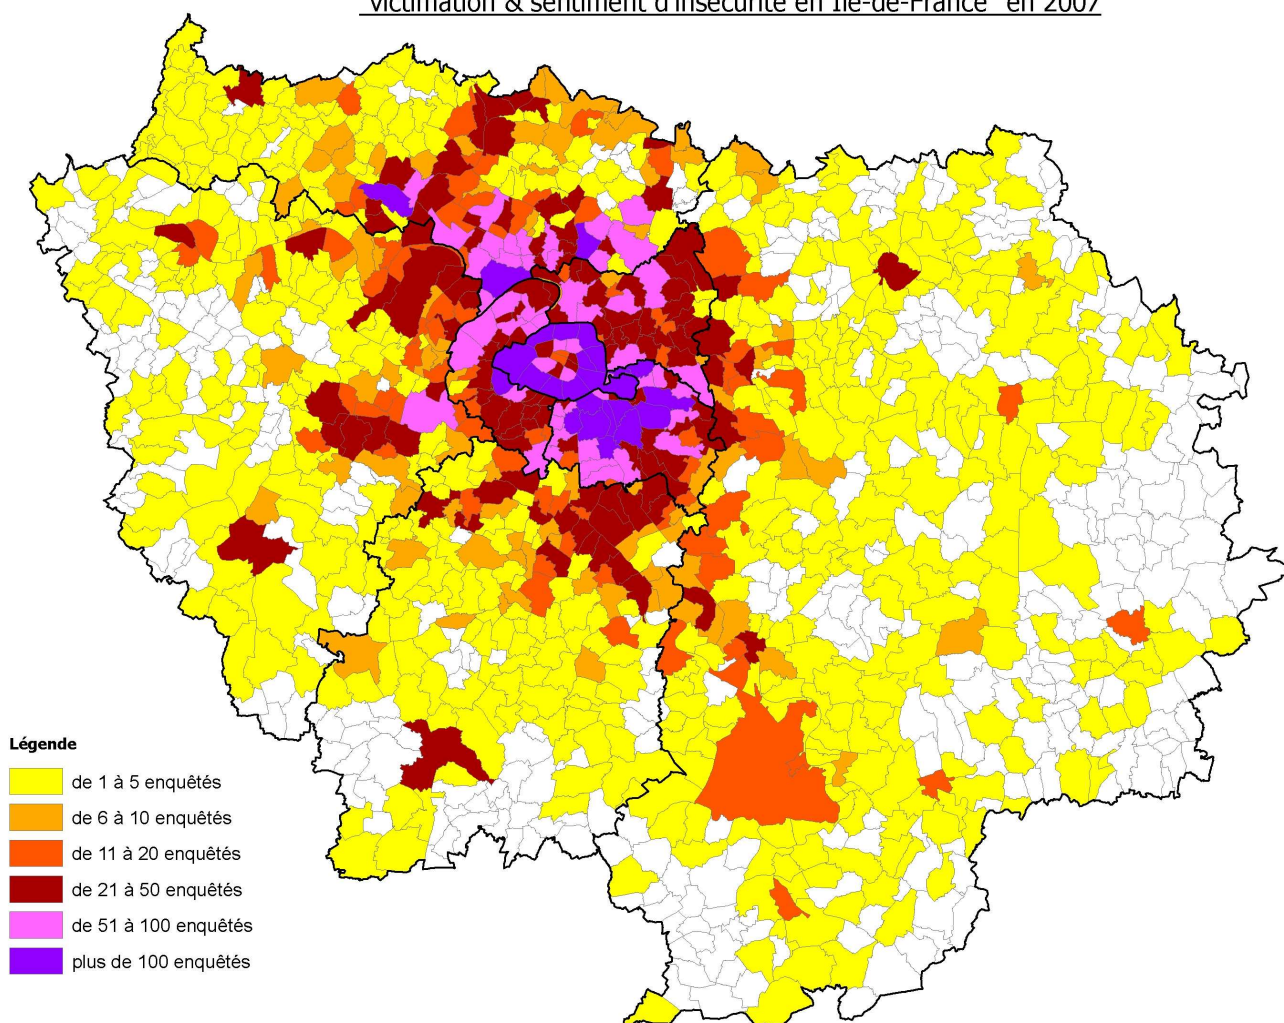 "victimation & sentiment d'insécurité en Ile-de-France" en 2007
Légende
de 1 à 5 enquêtés
de 6 à 10 enquêtés
de 11 à 20 enquêtés
de 21 à 50 enquêtés
de 51 à 100 enquêtés
plus de 100 enquêtés